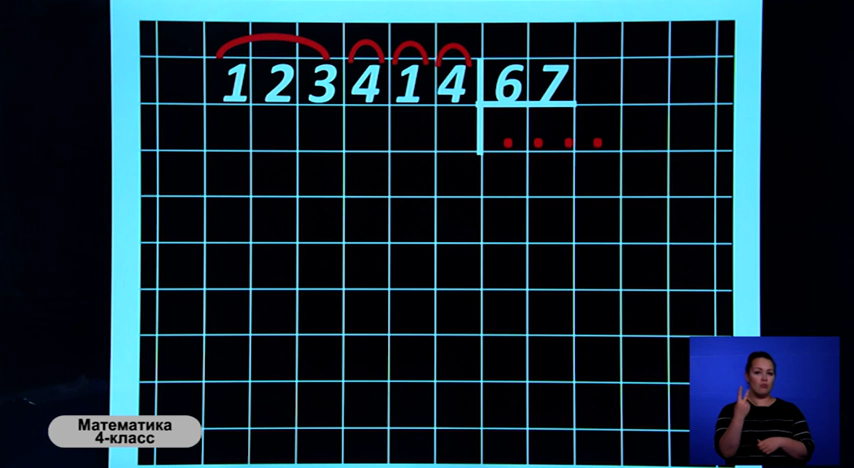 123414 67
. . . .
Математика
4-класс